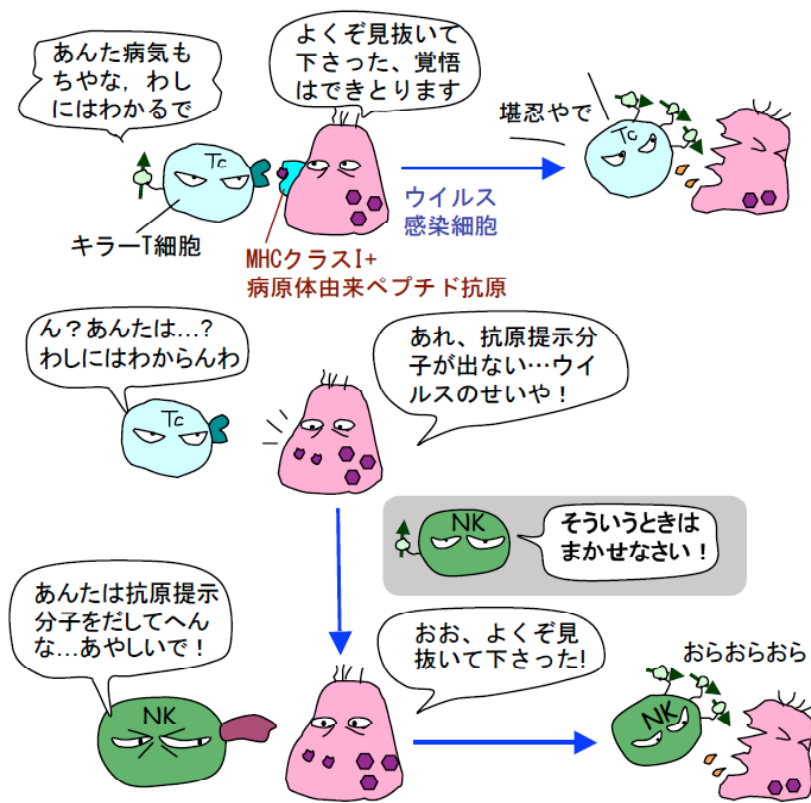 あんた病気も
ちやな，わし
にはわかるで
よくぞ見抜いて
下さった、覚悟
はできとります
堪忍やで
Tc
Tc
キラーT細胞
ウイルス
感染細胞
MHCクラスI+
病原体由来ペプチド抗原
ん？あんたは…?
わしにはわからんわ
あれ、抗原提示分
子が出ない…ウイ
ルスのせいや！
Tc
NK
そういうときは
まかせなさい！
あんたは抗原提示
分子をだしてへん
な…あやしいで！
おお、よくぞ見
抜いて下さった!
おらおらおら
NK
NK